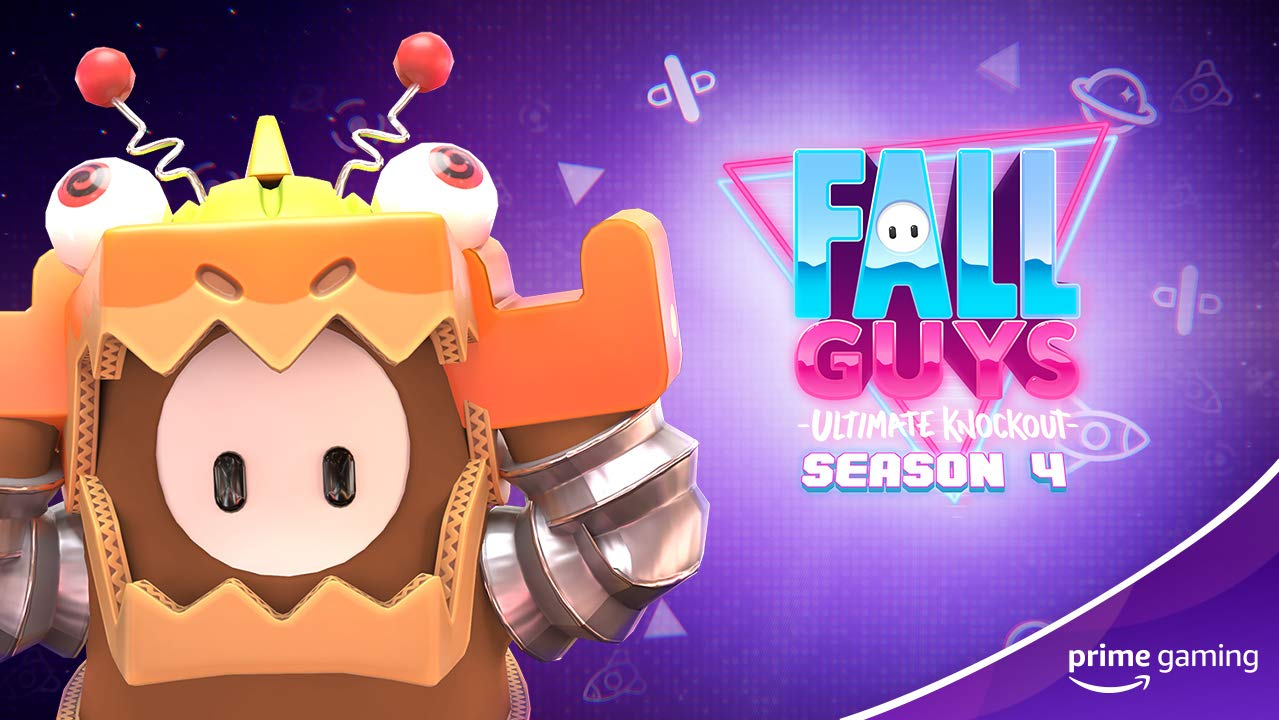 FALL
GUYS
-ULTIMATE KNOCKOUT-
SEASON 4
prime gaming